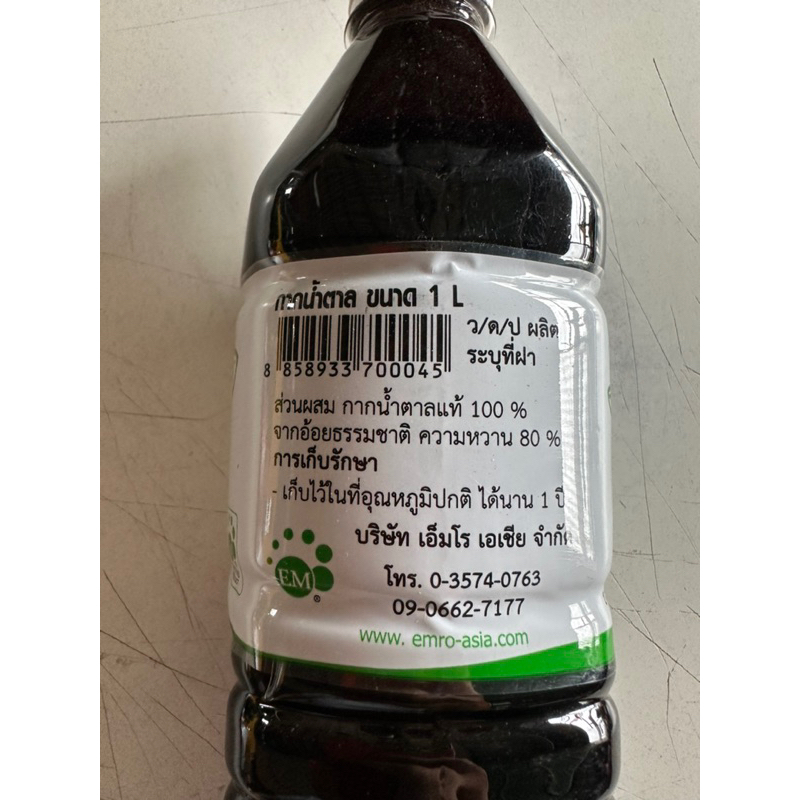 กากน้ำตาล ขนาด 1 L
ว/ด/ป ผลิต
ระบุที่ฝา
8 858933 700045
ส่วนผสม กากน้ำตาลแท้ 100 %
จากอ้อยธรรมชาติ ความหวาน 80 %
การเก็บรักษา
- เก็บไว้ในที่อุณหภูมิปกติ ได้นาน 1 ปี
บริษัท เอ็มโร เอเชีย จำกัด
EM ®
โทร. 0-3574-0763
09-0662-7177
www. emro-asia.com